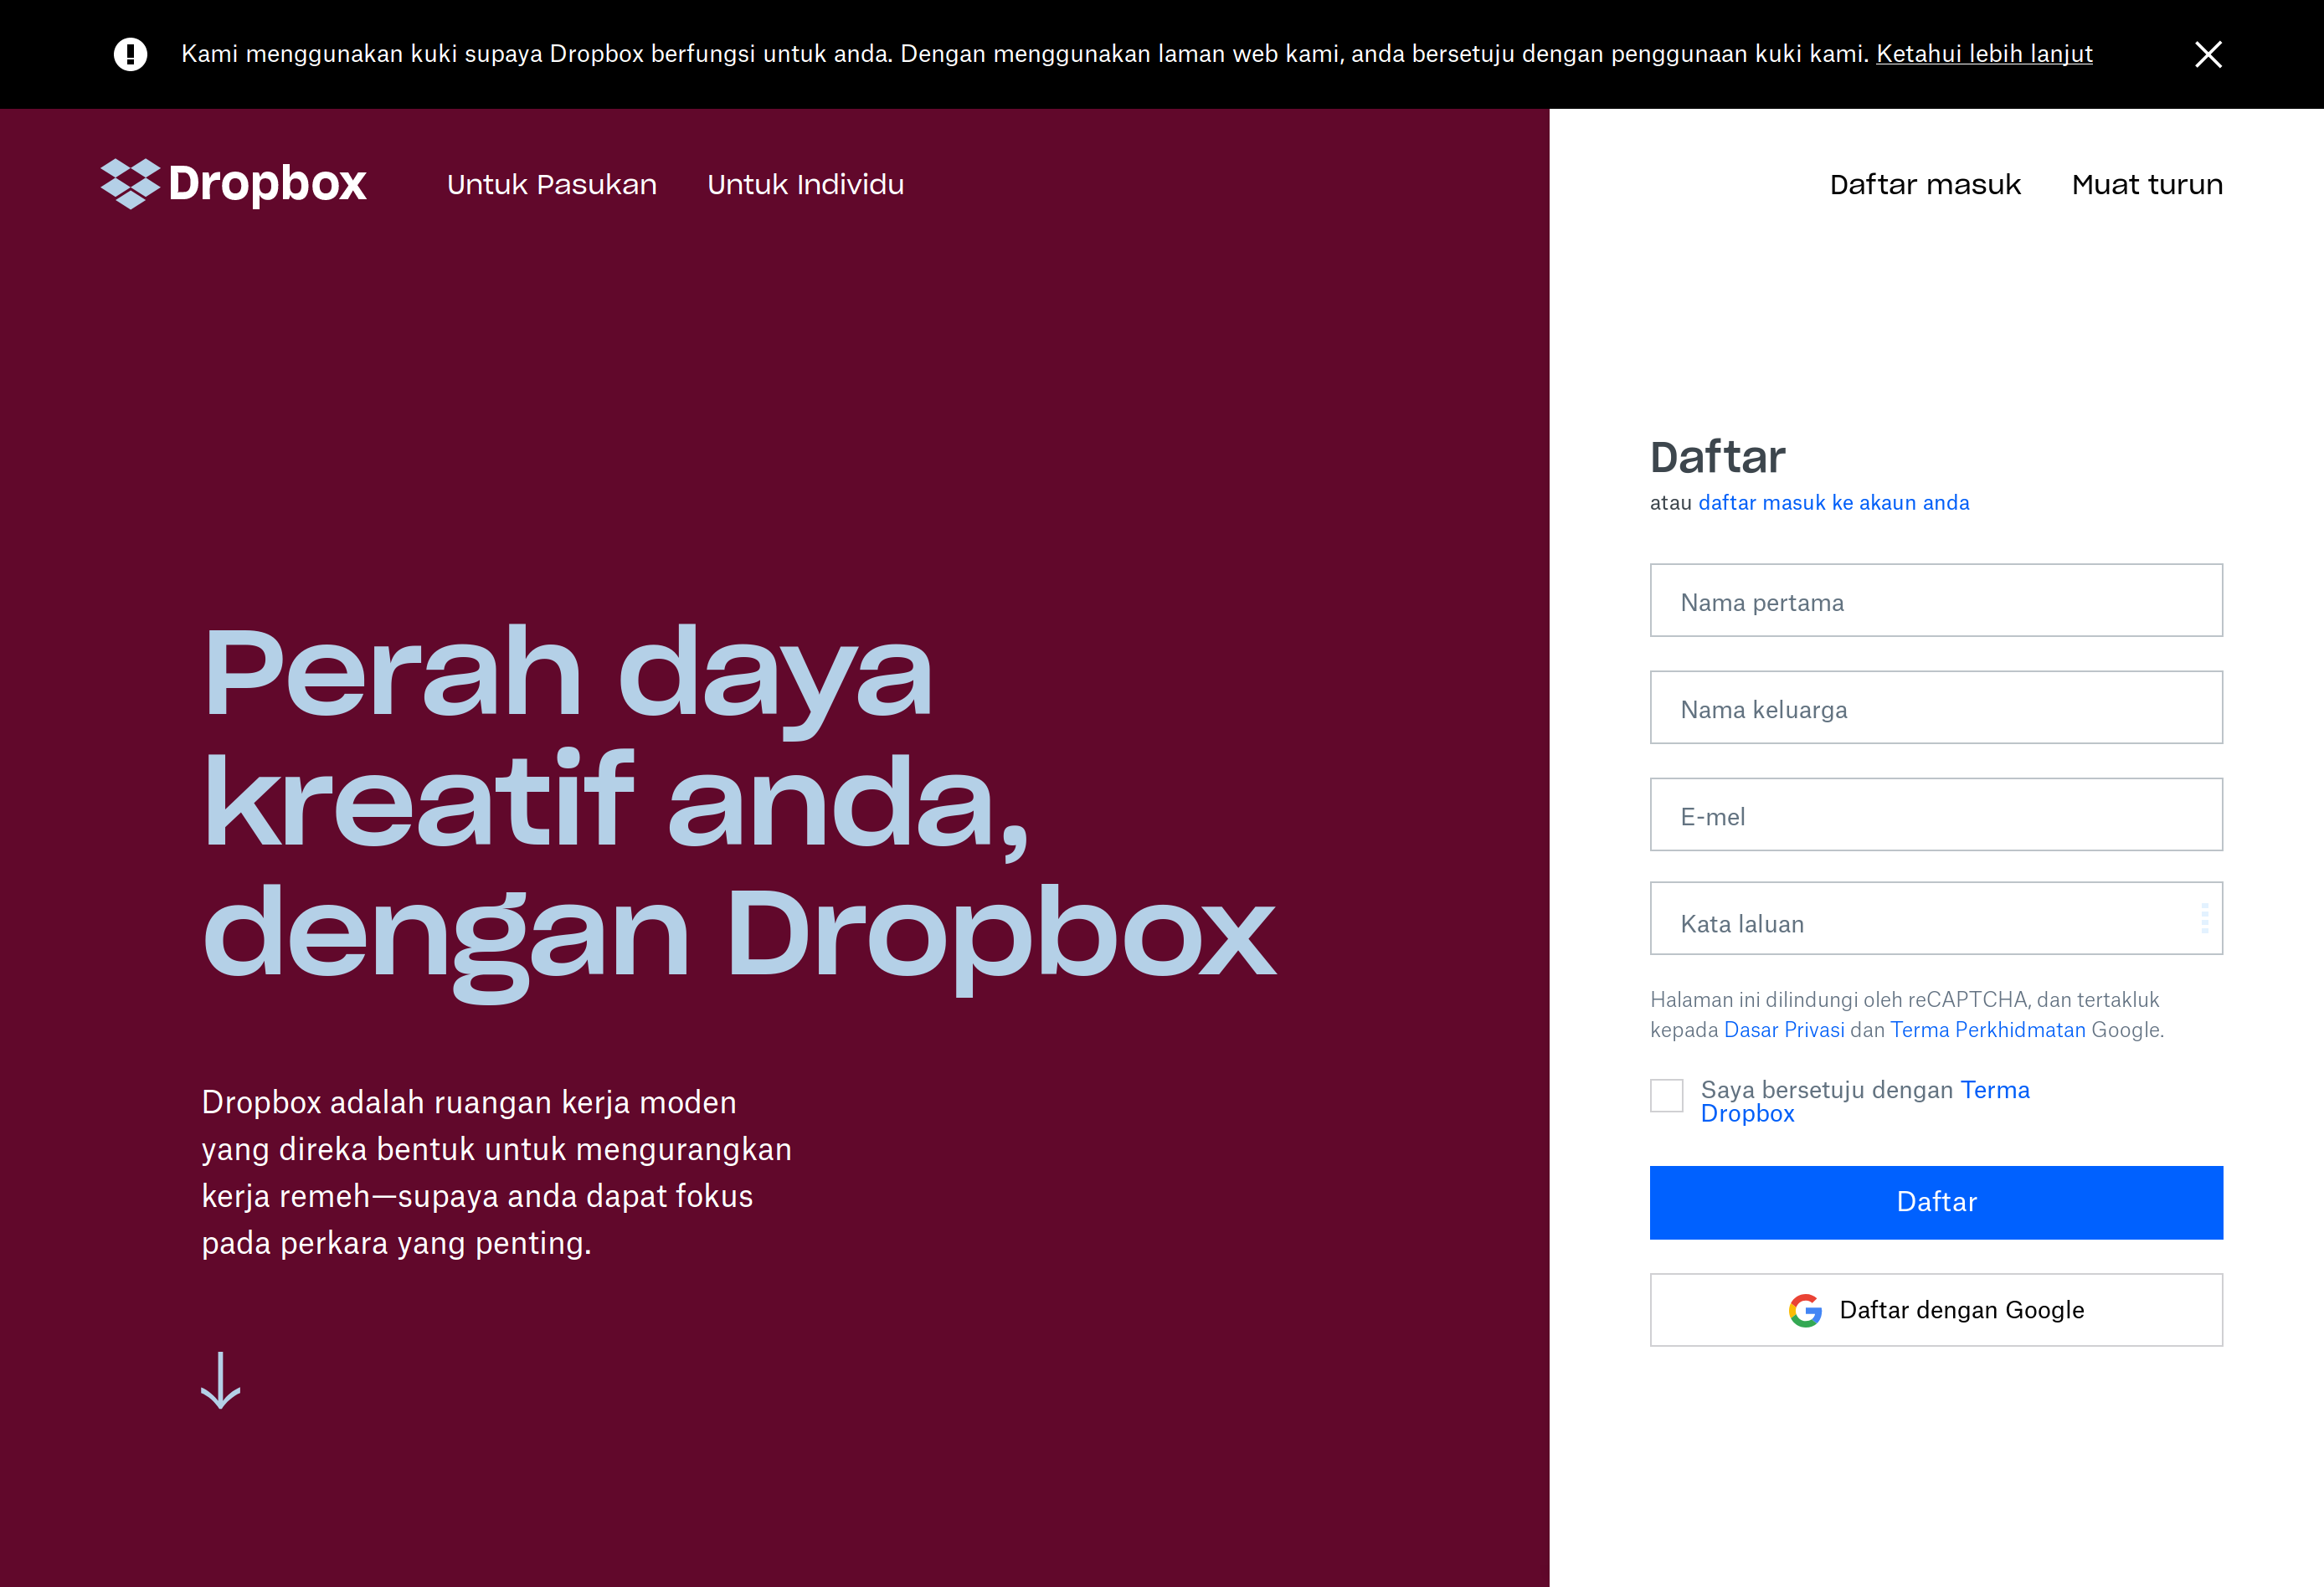 Kami menggunakan kuki supaya Dropbox berfungsi untuk anda. Dengan menggunakan laman web kami, anda bersetuju dengan penggunaan kuki kami. Ketahui lebih lanjut
Dropbox
Untuk Pasukan
Untuk Individu
Daftar masuk
Muat turun
Perah daya
kreatif anda,
dengan Dropbox
Dropbox adalah ruangan kerja moden
yang direka bentuk untuk mengurangkan
kerja remeh—supaya anda dapat fokus
pada perkara yang penting.
Daftar
atau daftar masuk ke akaun anda
Nama pertama
Nama keluarga
E-mel
Kata laluan
Halaman ini dilindungi oleh reCAPTCHA, dan tertakluk
kepada Dasar Privasi dan Terma Perkhidmatan Google.
Saya bersetuju dengan Terma
Dropbox
Daftar
Daftar dengan Google